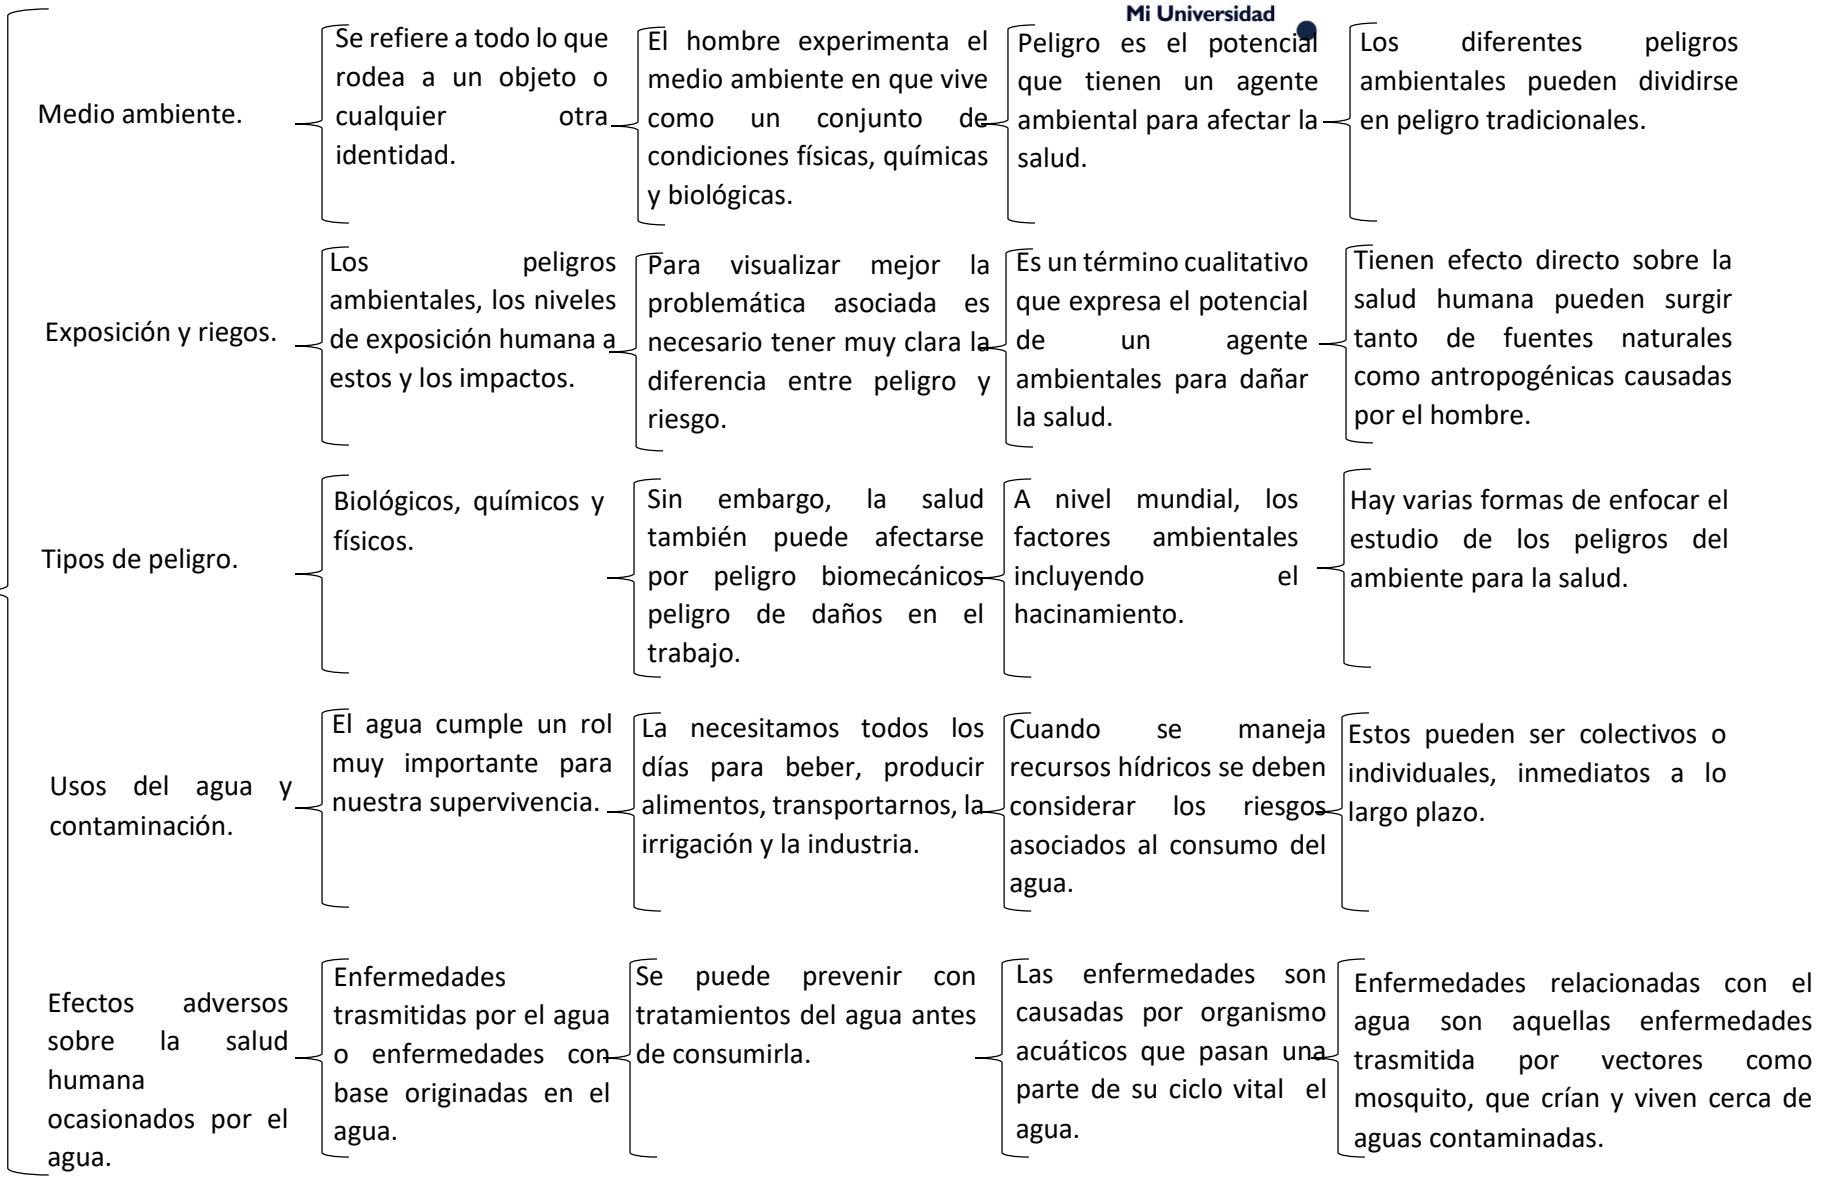 Mi Universidad
Medio ambiente.
Se refiere a todo lo que
rodea a un objeto o
cualquier otra
identidad.
El hombre experimenta el
medio ambiente en que vive
como un conjunto de
condiciones físicas, químicas
y biológicas.
Peligro es el potencial
que tienen un agente
ambiental para afectar la
salud.
Los diferentes peligros
ambientales pueden dividirse
en peligro tradicionales.
Exposición y riegos.
Los peligros
ambientales, los niveles
de exposición humana a
estos y los impactos.
Para visualizar mejor la
problemática asociada es
necesario tener muy clara la
diferencia entre peligro y
riesgo.
Es un término cualitativo
que expresa el potencial
de un agente
ambientales para dañar
la salud.
Tienen efecto directo sobre la
salud humana pueden surgir
tanto de fuentes naturales
como antropogénicas causadas
por el hombre.
Tipos de peligro.
Biológicos, químicos y
físicos.
Sin embargo, la salud
también puede afectarse
por peligro biomecánicos
peligro de daños en el
trabajo.
A nivel mundial, los
factores ambientales
incluyendo el
hacinamiento.
Hay varias formas de enfocar el
estudio de los peligros del
ambiente para la salud.
Usos del agua y
contaminación.
El agua cumple un rol
muy importante para
nuestra supervivencia.
La necesitamos todos los
días para beber, producir
alimentos, transportarnos, la
irrigación y la industria.
Cuando se maneja
recursos hídricos se deben
considerar los riesgos
asociados al consumo del
agua.
Estos pueden ser colectivos o
individuales, inmediatos a lo
largo plazo.
Efectos adversos
sobre la salud
humana
ocasionados por el
agua.
Enfermedades
trasmitidas por el agua
o enfermedades con
base originadas en el
agua.
Se puede prevenir con
tratamientos del agua antes
de consumirla.
Las enfermedades son
causadas por organismo
acuáticos que pasan una
parte de su ciclo vital el
agua.
Enfermedades relacionadas con el
agua son aquellas enfermedades
trasmitida por vectores como
mosquito, que crían y viven cerca de
aguas contaminadas.